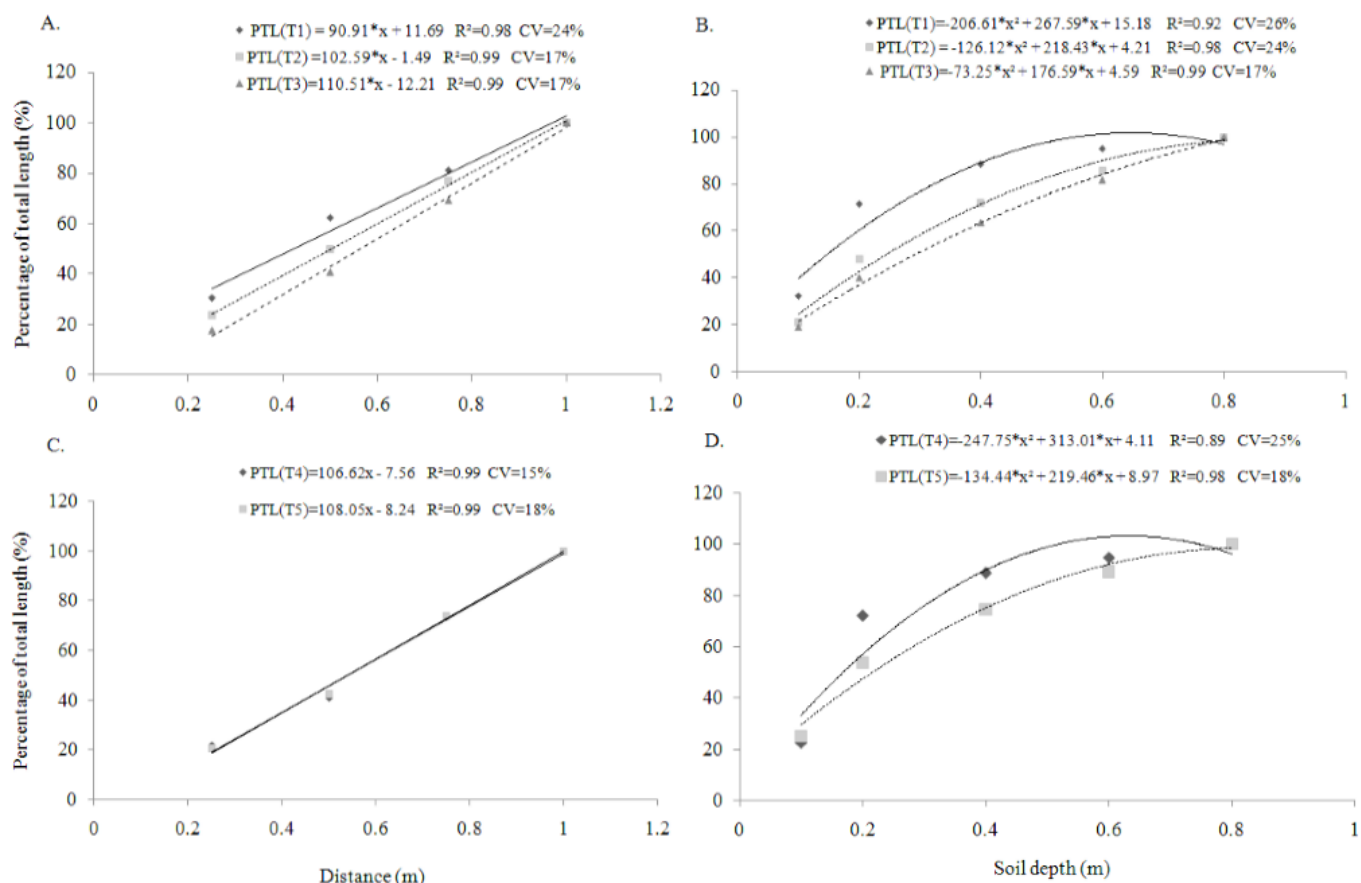 A.
PTL(T1) = 90.91*x + 11.69 R²=0.98 CV=24%
PTL(T2) =102.59*x - 1.49 R²=0.99 CV=17%
PTL(T3)=110.51*x - 12.21 R²=0.99 CV=17%
Percentage of total length (%)
120
100
80
60
40
20
0
0 0.2 0.4 0.6 0.8 1 1.2
B.
PTL(T1)=-206.61*x² + 267.59*x + 15.18 R²=0.92 CV=26%
PTL(T2) = -126.12*x² + 218.43*x + 4.21 R²=0.98 CV=24%
PTL(T3)=-73.25*x² + 176.59*x + 4.59 R²=0.99 CV=17%
120
100
80
60
40
20
0
0 0.2 0.4 0.6 0.8 1
C.
PTL(T4)=106.62x - 7.56 R²=0.99 CV=15%
PTL(T5)=108.05x - 8.24 R²=0.99 CV=18%
Percentage of total length (%)
120
100
80
60
40
20
0
0 0.2 0.4 0.6 0.8 1 1.2
Distance (m)
D.
PTL(T4)=-247.75*x² + 313.01*x+ 4.11 R²=0.89 CV=25%
PTL(T5)=-134.44*x² + 219.46*x + 8.97 R²=0.98 CV=18%
120
100
80
60
40
20
0
0 0.2 0.4 0.6 0.8 1
Soil depth (m)